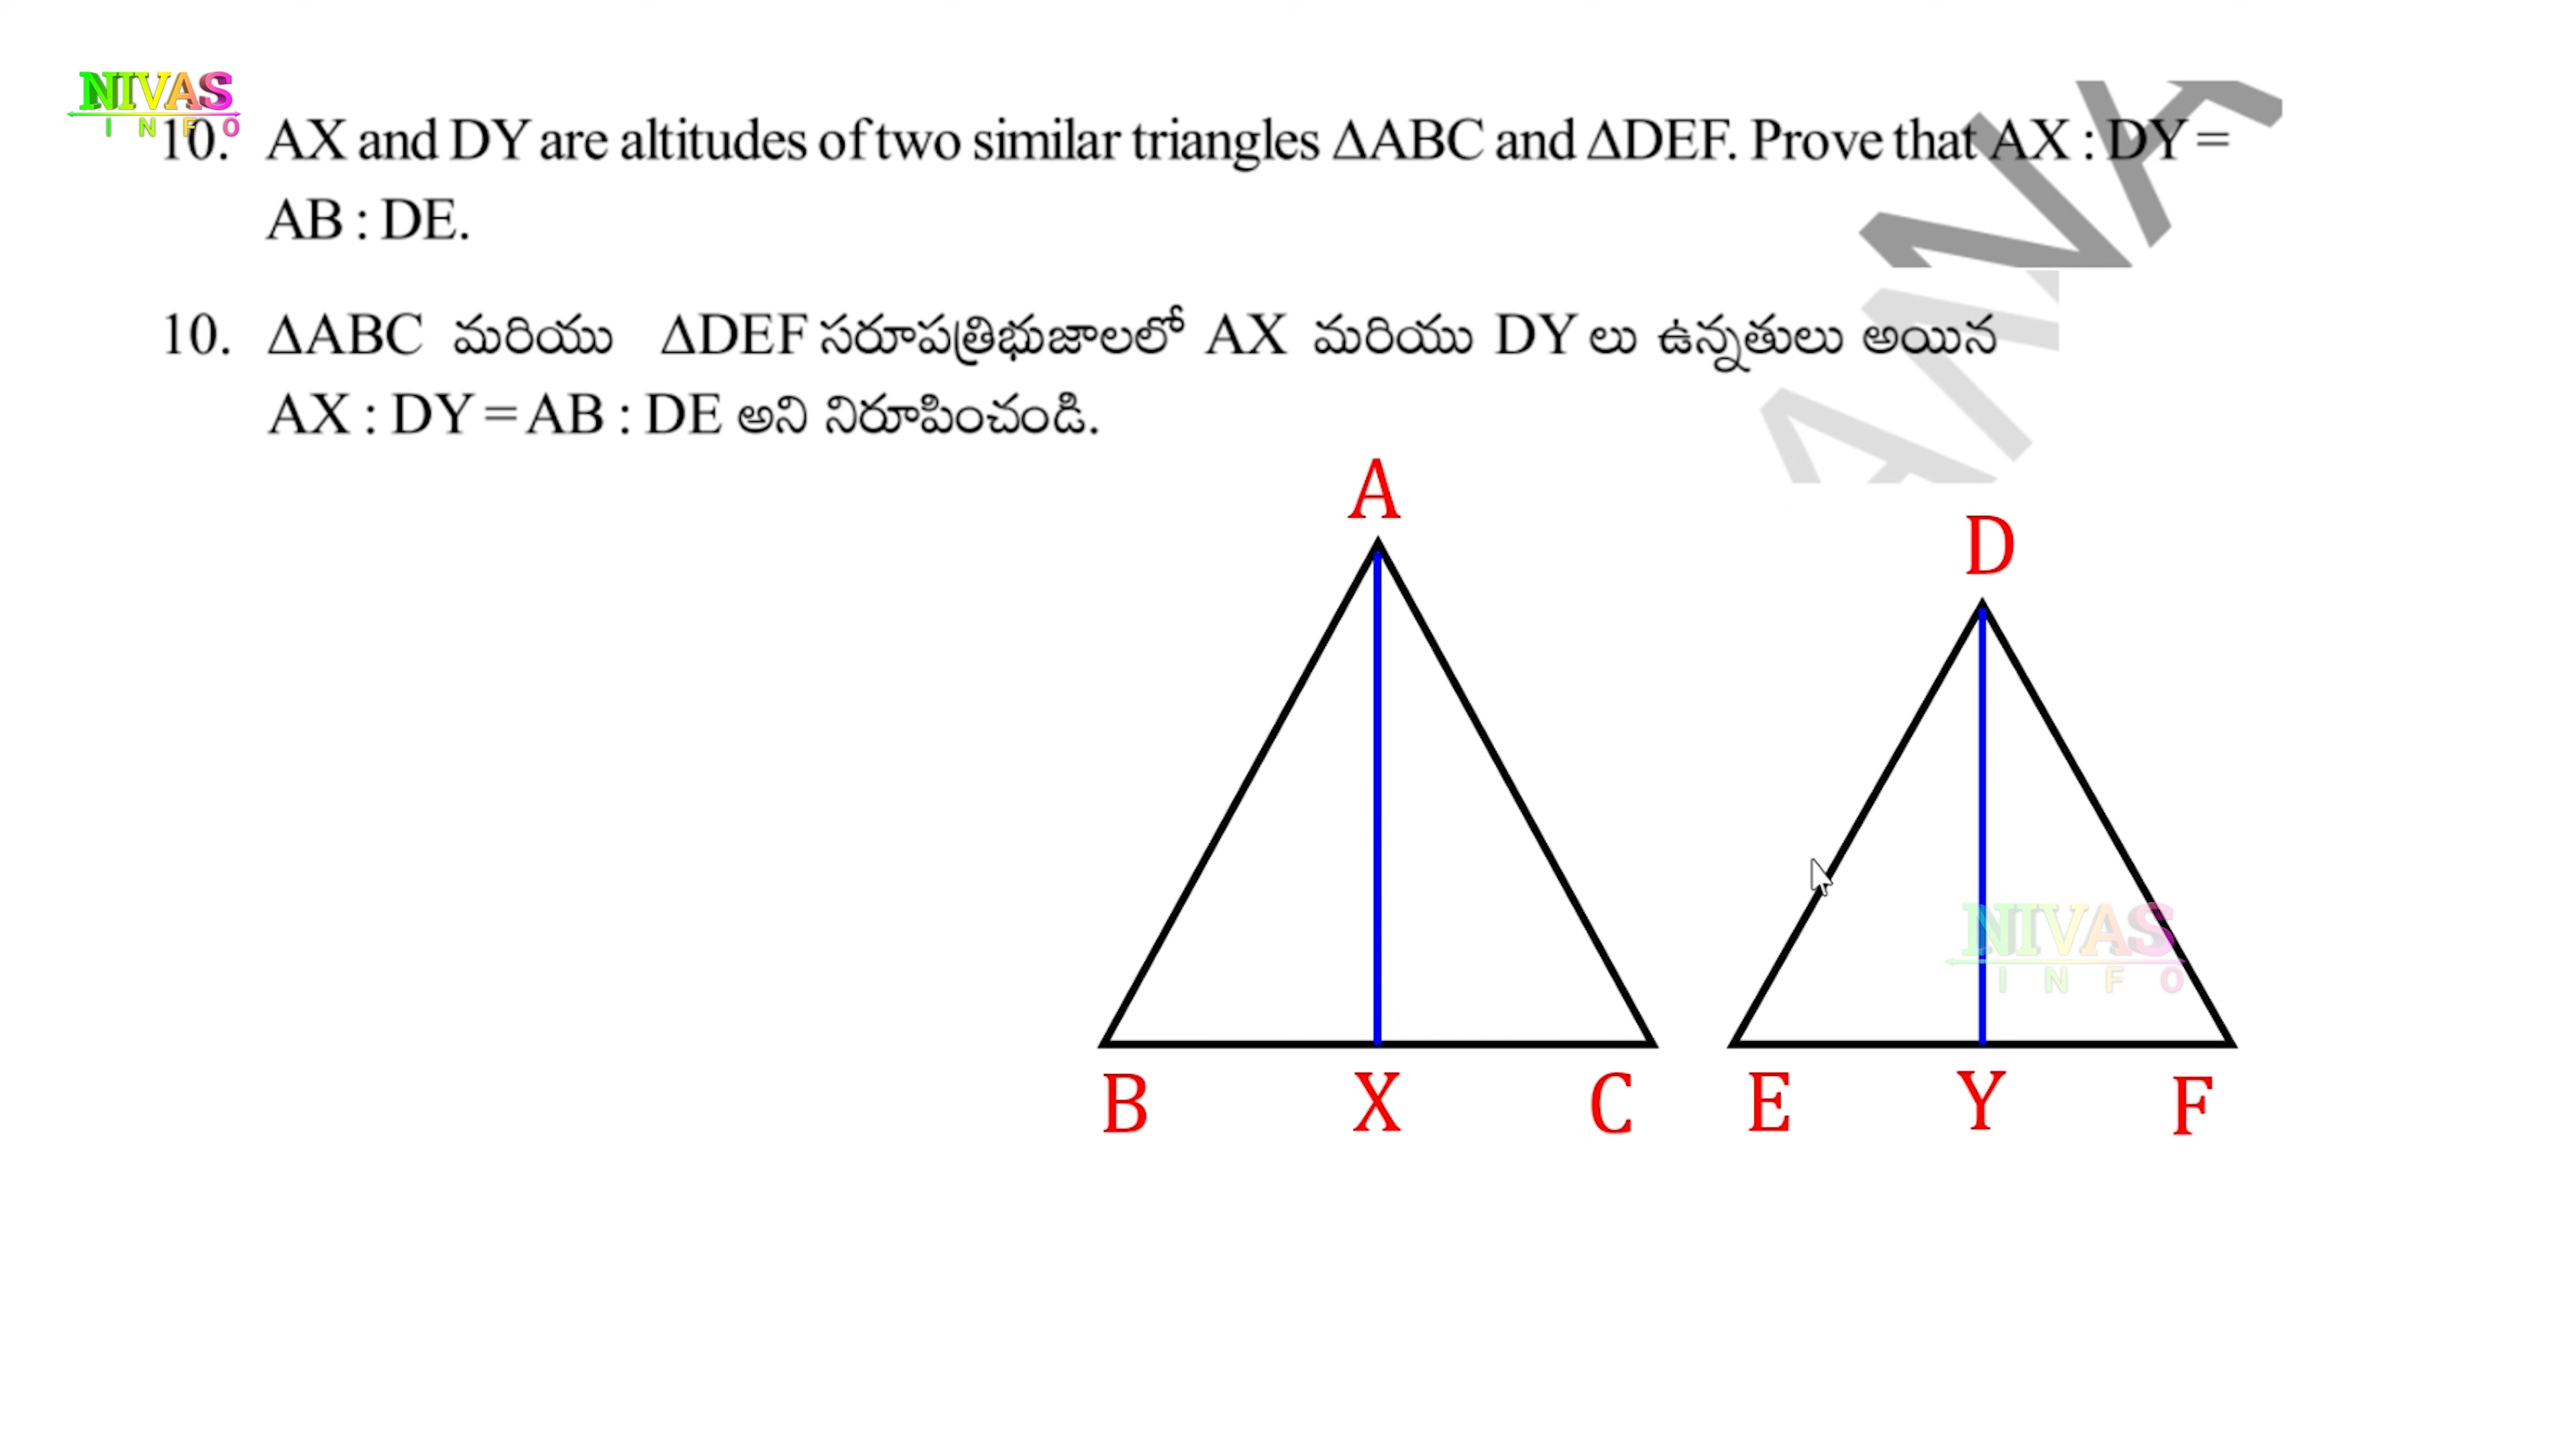 NIVAS
INFO
10. AX and DY are altitudes of two similar triangles ΔABC and ΔDEF. Prove that AX : DY =
AB : DE.
10. ΔABC మరియు ΔDEF సరూపత్రిభుజాలలో AX మరియు DY లు ఉన్నతులు అయిన
AX : DY = AB : DE అని నిరూపించండి.
A
D
NIVAS
INFO
B X C E Y F